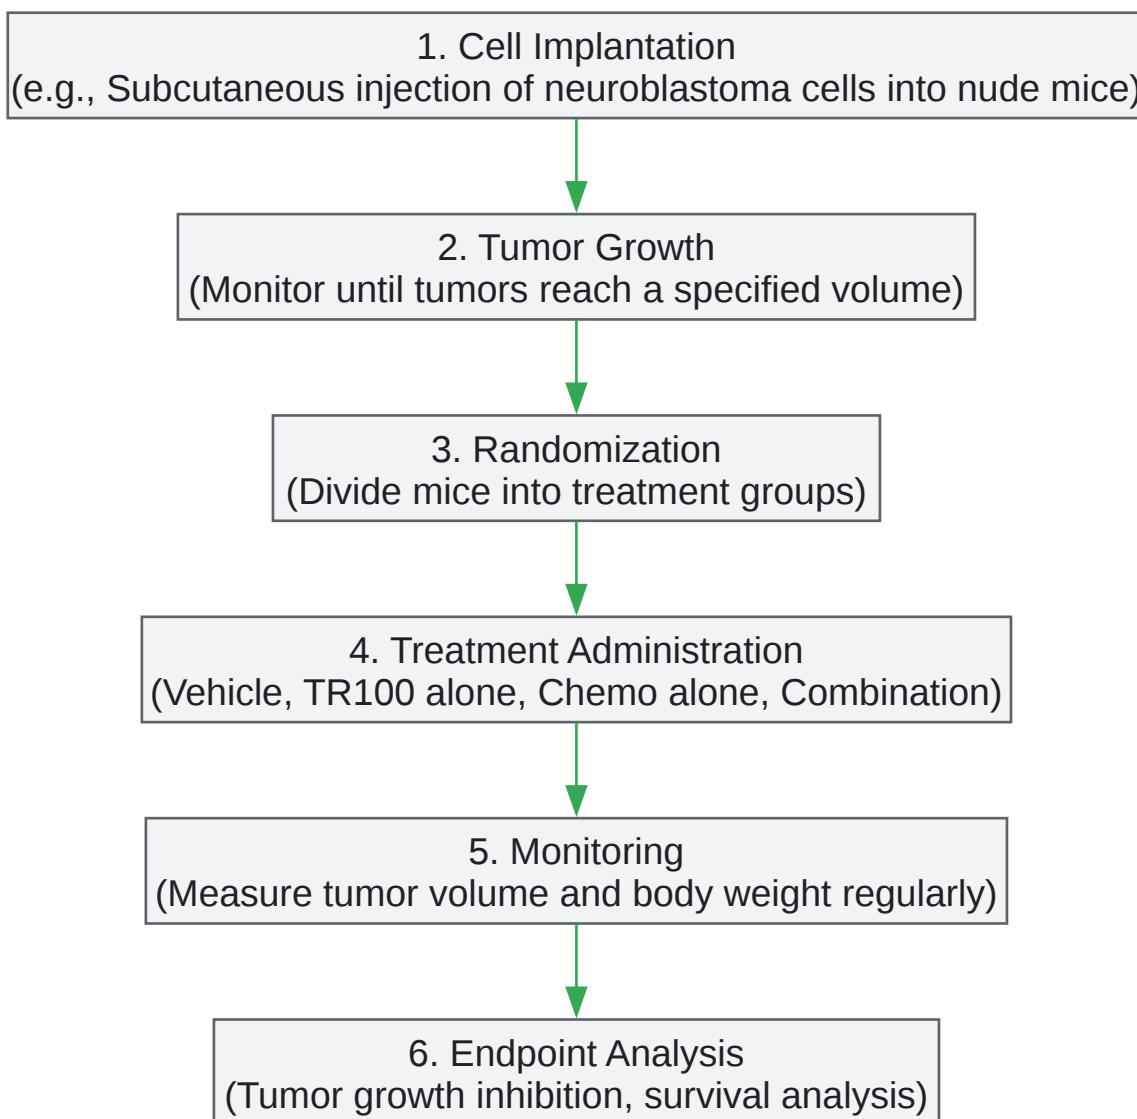 1. Cell Implantation
(e.g., Subcutaneous injection of neuroblastoma cells into nude mice)
2. Tumor Growth
(Monitor until tumors reach a specified volume)
3. Randomization
(Divide mice into treatment groups)
4. Treatment Administration
(Vehicle, TR100 alone, Chemo alone, Combination)
5. Monitoring
(Measure tumor volume and body weight regularly)
6. Endpoint Analysis
(Tumor growth inhibition, survival analysis)